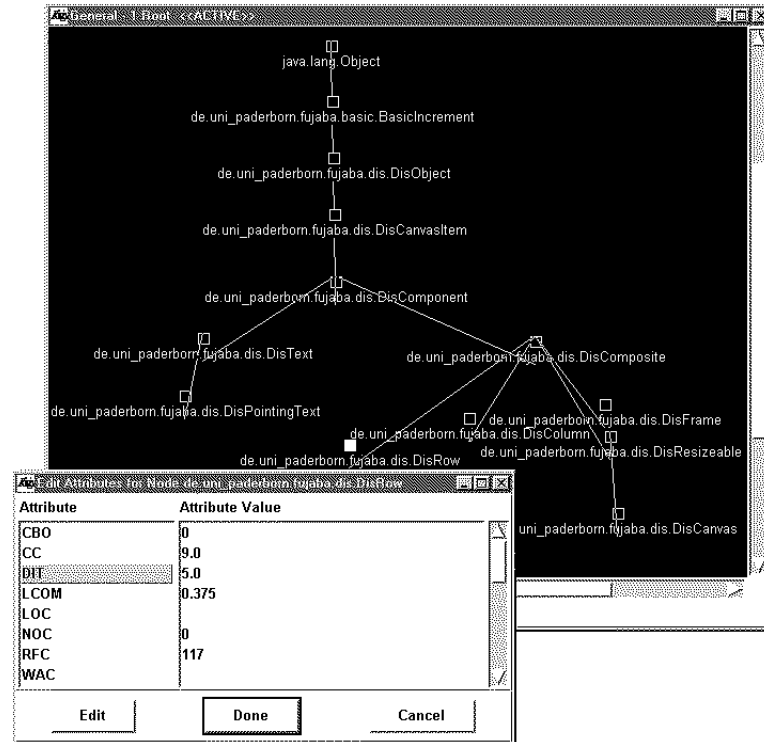 General - 1 Root <<ACTIVE>>
java.lang.Object
de.uni_paderborn.fujaba.basic.BasicIncrement
de.uni_paderborn.fujaba.dis.DisObject
de.uni_paderborn.fujaba.dis.DisCanvasItem
de.uni_paderborn.fujaba.dis.DisComponent
de.uni_paderborn.fujaba.dis.DisText
de.uni_paderborn.fujaba.dis.DisComposite
de.uni_paderborn.fujaba.dis.DisPointingText
de.uni_paderborn.fujaba.dis.DisFrame
de.uni_paderborn.fujaba.dis.DisColumn
de.uni_paderborn.fujaba.dis.DisResizeable
de.uni_paderborn.fujaba.dis.DisRow
uni_paderborn.fujaba.dis.DisCanvas
Edit Attributes for Node de.uni_paderborn.fujaba.dis.DisRow
Attribute Attribute Value
CBO 0
CC 9.0
DIT 5.0
LCOM 0.375
LOC
NOC 0
RFC 117
WAC
Edit Done Cancel